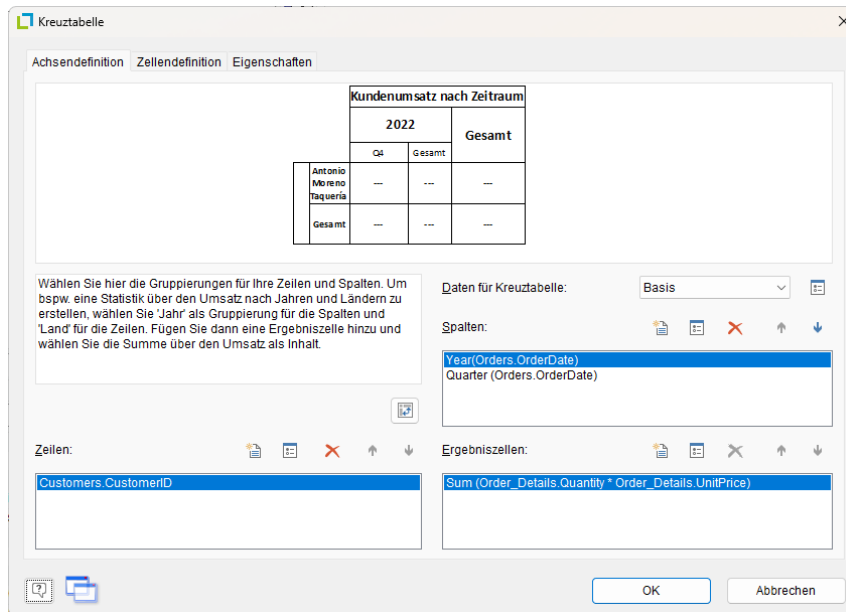 Kreuztabelle
Achsendefinition Zellendefinition Eigenschaften
Kundenumsatz nach Zeitraum
2022
Gesamt
Q4 Gesamt
Antonio
Moreno
Taquería
--- --- ---
Gesamt --- --- ---
Wählen Sie hier die Gruppierungen für Ihre Zeilen und Spalten. Um
bspw. eine Statistik über den Umsatz nach Jahren und Ländern zu
erstellen, wählen Sie 'Jahr' als Gruppierung für die Spalten und
'Land' für die Zeilen. Fügen Sie dann eine Ergebniszelle hinzu und
wählen Sie die Summe über den Umsatz als Inhalt.
Daten für Kreuztabelle: Basis
Spalten:
Year(Orders.OrderDate)
Quarter (Orders.OrderDate)
Zeilen:
Customers.CustomerID
Ergebniszellen:
Sum (Order_Details.Quantity * Order_Details.UnitPrice)
OK Abbrechen